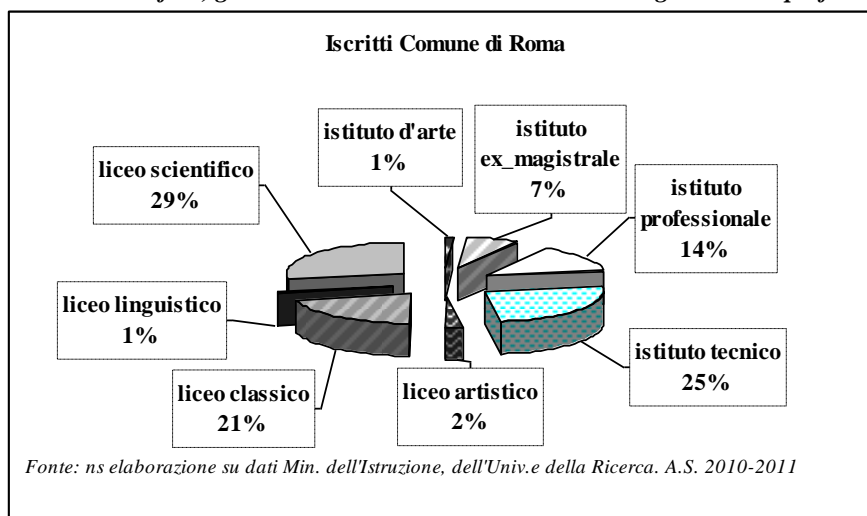 Iscritti Comune di Roma
istituto d'arte
1%
istituto
ex_magistrale
7%
liceo scientifico
29%
istituto
professionale
14%
liceo linguistico
1%
istituto tecnico
25%
liceo classico
21%
liceo artistico
2%
Fonte: ns elaborazione su dati Min. dell'Istruzione, dell'Univ.e della Ricerca. A.S. 2010-2011